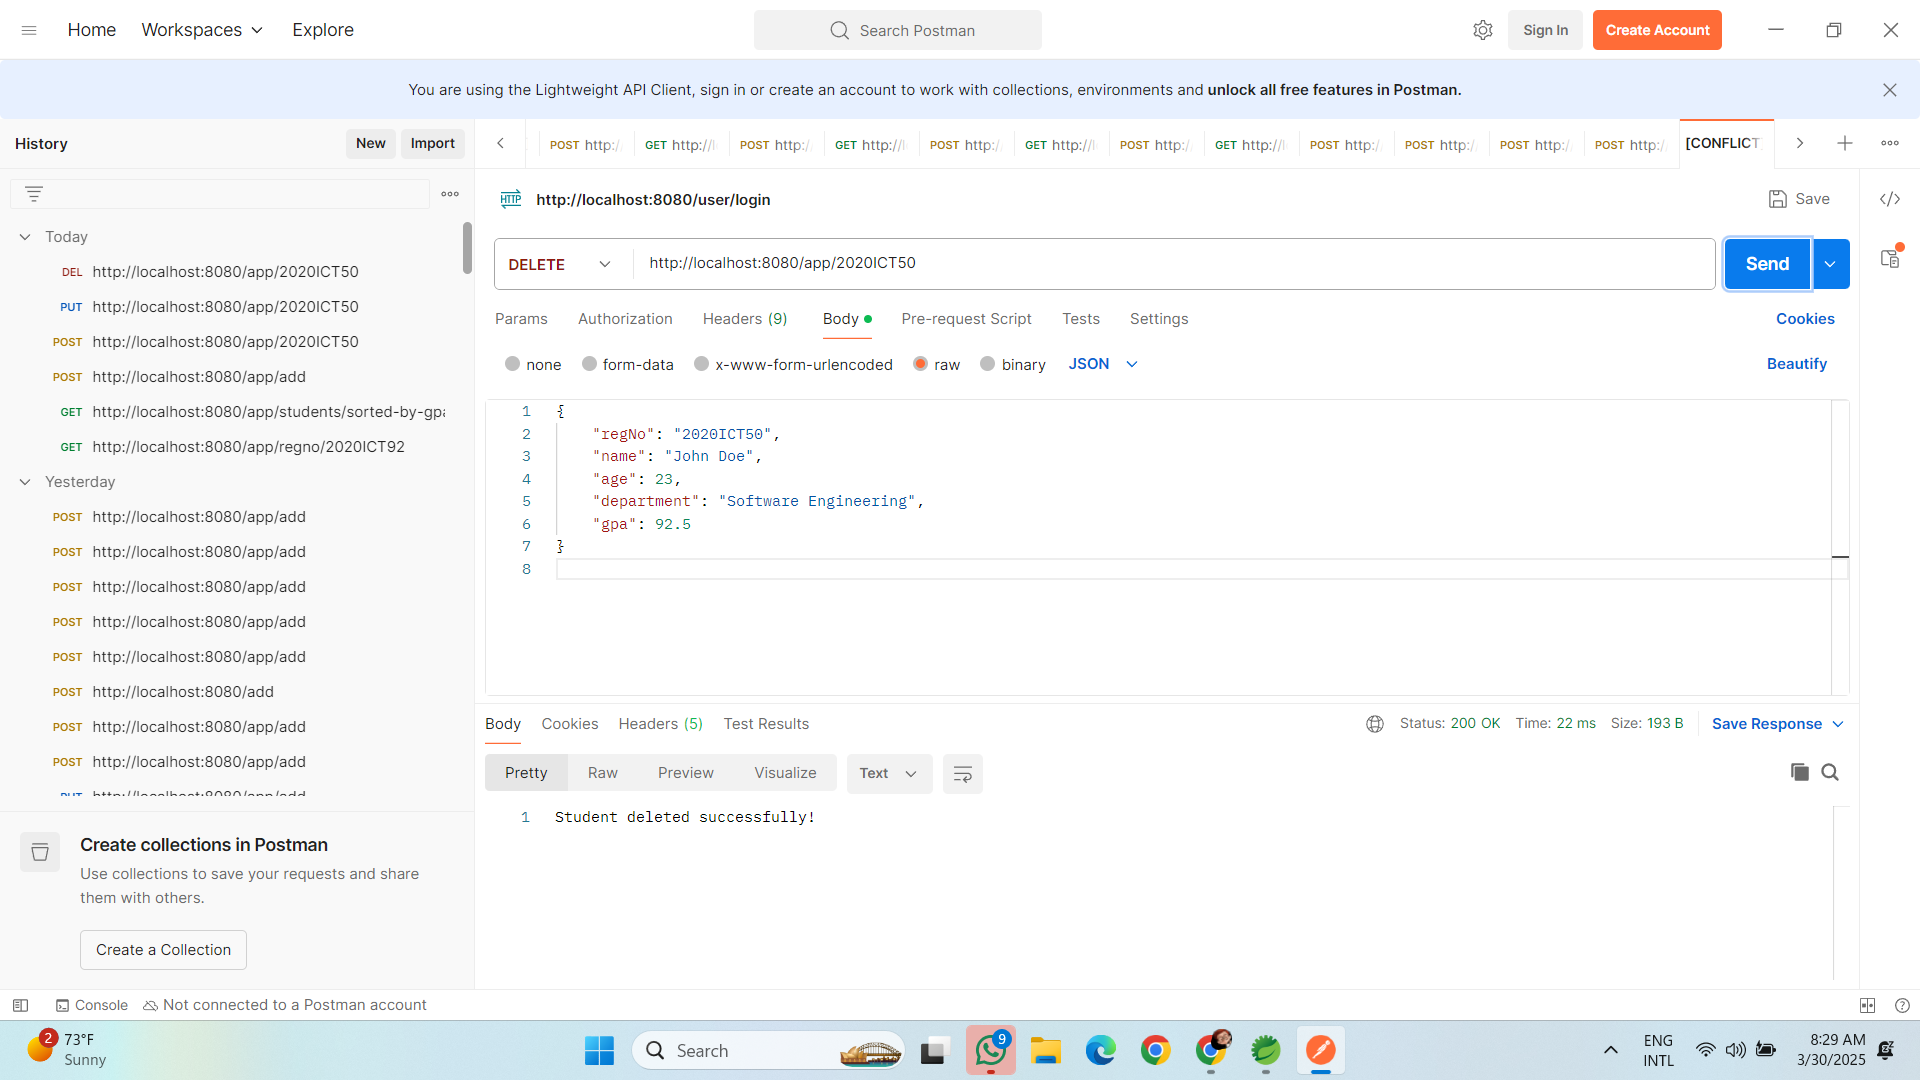 Home
Workspaces
Explore
Search Postman
Sign In
Create Account
You are using the Lightweight API Client, sign in or create an account to work with collections, environments and unlock all free features in Postman.
History
New
Import
POST http:/
GET http://l
POST http:/
GET http://l
POST http:/
GET http://l
POST http:/
GET http://l
POST http:/
POST http:/
POST http:/
POST http:/
[CONFLICT
Today
DEL http://localhost:8080/app/2020ICT50
PUT http://localhost:8080/app/2020ICT50
POST http://localhost:8080/app/2020ICT50
POST http://localhost:8080/app/add
GET http://localhost:8080/app/students/sorted-by-gpa
GET http://localhost:8080/app/regno/2020ICT92
Yesterday
POST http://localhost:8080/app/add
POST http://localhost:8080/app/add
POST http://localhost:8080/app/add
POST http://localhost:8080/app/add
POST http://localhost:8080/app/add
POST http://localhost:8080/add
POST http://localhost:8080/app/add
POST http://localhost:8080/app/add
PUT http://localhost:8080/app/add
Create collections in Postman
Use collections to save your requests and share
them with others.
Create a Collection
HTTP http://localhost:8080/user/login
Save
DELETE
http://localhost:8080/app/2020ICT50
Send
Params
Authorization
Headers (9)
Body
Pre-request Script
Tests
Settings
Cookies
none
form-data
x-www-form-urlencoded
raw
binary
JSON
Beautify
1 {
2 "regNo": "2020ICT50",
3 "name": "John Doe",
4 "age": 23,
5 "department": "Software Engineering",
6 "gpa": 92.5
7 }
8
Body
Cookies
Headers (5)
Test Results
Status: 200 OK
Time: 22 ms
Size: 193 B
Save Response
Pretty
Raw
Preview
Visualize
Text
1 Student deleted successfully!
Console
Not connected to a Postman account
2
73°F
Sunny
Search
9
ENG
INTL
8:29 AM
3/30/2025